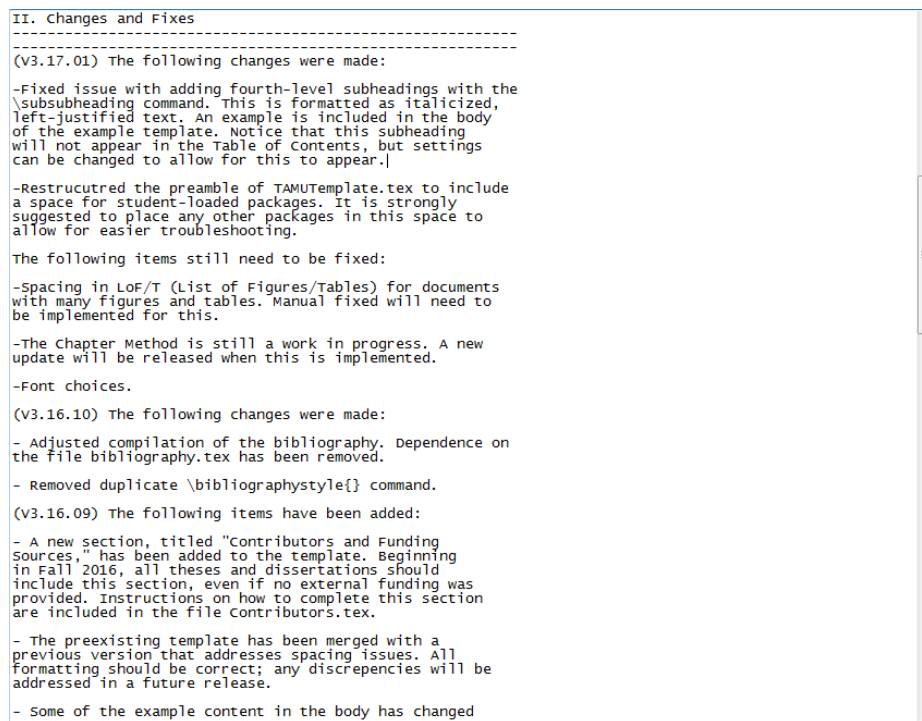 II. Changes and Fixes
----------------------------------------------------------
----------------------------------------------------------
(v3.17.01) The following changes were made:
-Fixed issue with adding fourth-level subheadings with the
\subsubheading command. This is formatted as italicized,
left-justified text. An example is included in the body
of the example template. Notice that this subheading
will not appear in the Table of Contents, but settings
can be changed to allow for this to appear.
-Restrucutred the preamble of TAMUTemplate.tex to include
a space for student-loaded packages. It is strongly
suggested to place any other packages in this space to
allow for easier troubleshooting.
The following items still need to be fixed:
-Spacing in LoF/T (List of Figures/Tables) for documents
with many figures and tables. Manual fixed will need to
be implemented for this.
-The Chapter Method is still a work in progress. A new
update will be released when this is implemented.
-Font choices.
(v3.16.10) The following changes were made:
- Adjusted compilation of the bibliography. Dependence on
the file bibliography.tex has been removed.
- Removed duplicate \bibliographystyle{} command.
(v3.16.09) The following items have been added:
- A new section, titled "Contributors and Funding
Sources," has been added to the template. Beginning
in Fall 2016, all theses and dissertations should
include this section, even if no external funding was
provided. Instructions on how to complete this section
are included in the file Contributors.tex.
- The preexisting template has been merged with a
previous version that addresses spacing issues. All
formatting should be correct; any discrepencies will be
addressed in a future release.
- Some of the example content in the body has changed